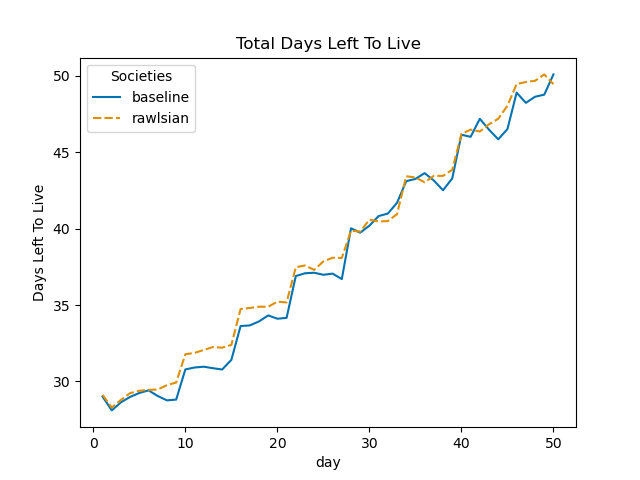 Total Days Left To Live
Societies
baseline
rawlsian
Days Left To Live
50
45
40
35
30
0
10
20
30
40
50
day